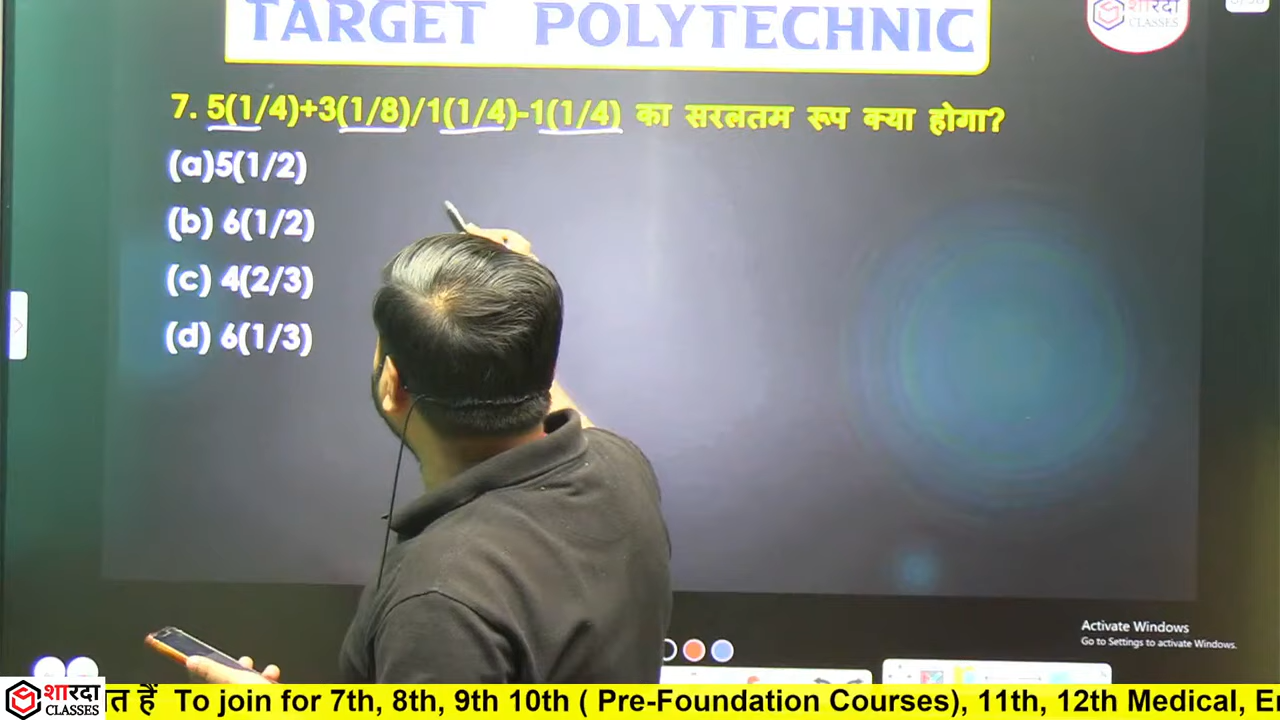 TARGET POLYTECHNIC
शारदा
CLASSES
7. 5(1/4)+3(1/8)/1(1/4)-1(1/4) का सरलतम रूप क्या होगा?
(a)5(1/2)
(b) 6(1/2)
(c) 4(2/3)
(d) 6(1/3)
Activate Windows
Go to Settings to activate Windows.
शारदा
CLASSES
त हैं To join for 7th, 8th, 9th 10th ( Pre-Foundation Courses), 11th, 12th Medical,